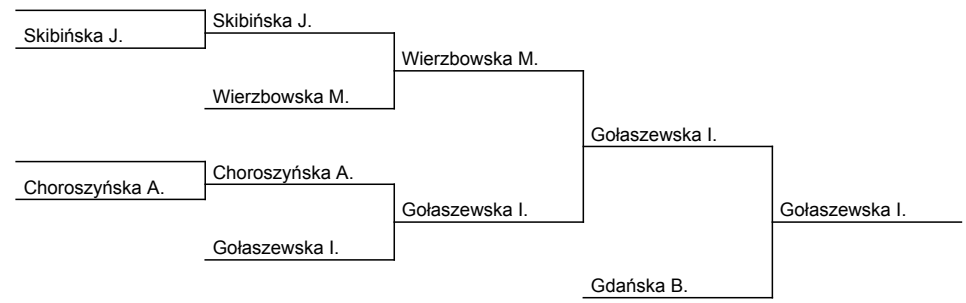 Skibińska J.
Skibińska J.
Wierzbowska M.
Wierzbowska M.
Gołaszewska I.
Choroszyńska A.
Choroszyńska A.
Gołaszewska I.
Gołaszewska I.
Gołaszewska I.
Gdańska B.